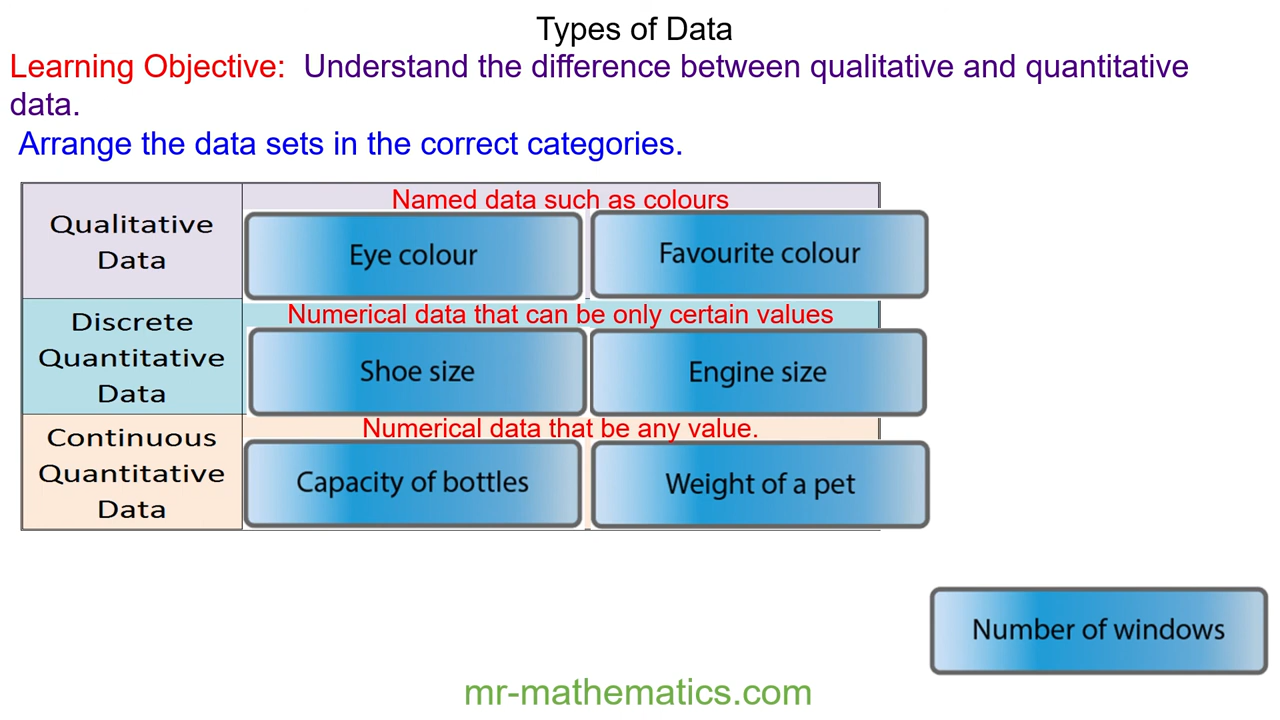 Types of Data
Learning Objective:  Understand the difference between qualitative and quantitative
data.
Arrange the data sets in the correct categories.
Qualitative
Data
Named data such as colours
Eye colour
Favourite colour
Discrete
Quantitative
Data
Numerical data that can be only certain values
Shoe size
Engine size
Continuous
Quantitative
Data
Numerical data that be any value.
Capacity of bottles
Weight of a pet
Number of windows
mr-mathematics.com